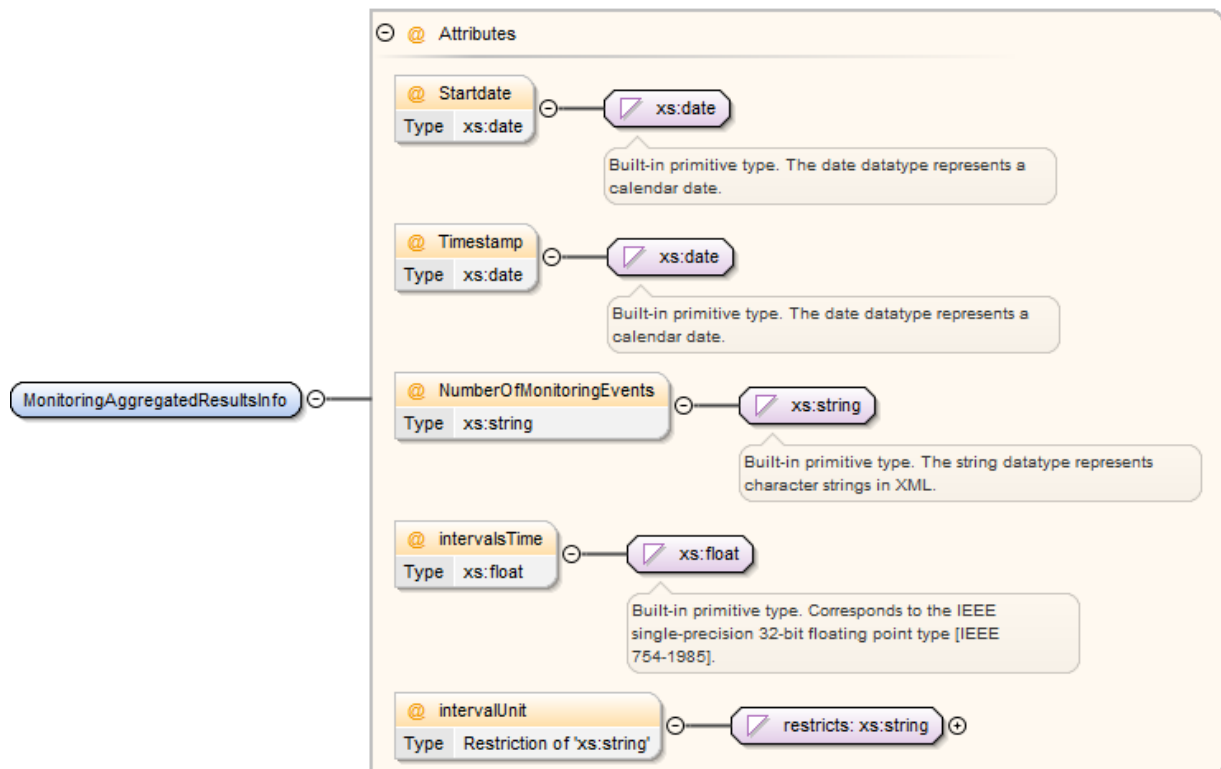 @ Attributes
@ Startdate
Type xs:date
xs:date
Built-in primitive type. The date datatype represents a
calendar date.
@ Timestamp
Type xs:date
xs:date
Built-in primitive type. The date datatype represents a
calendar date.
MonitoringAggregatedResultsInfo
@ NumberOfMonitoringEvents
Type xs:string
xs:string
Built-in primitive type. The string datatype represents
character strings in XML.
@ intervalsTime
Type xs:float
xs:float
Built-in primitive type. Corresponds to the IEEE
single-precision 32-bit floating point type [IEEE
754-1985].
@ intervalUnit
Type Restriction of 'xs:string'
restricts: xs:string